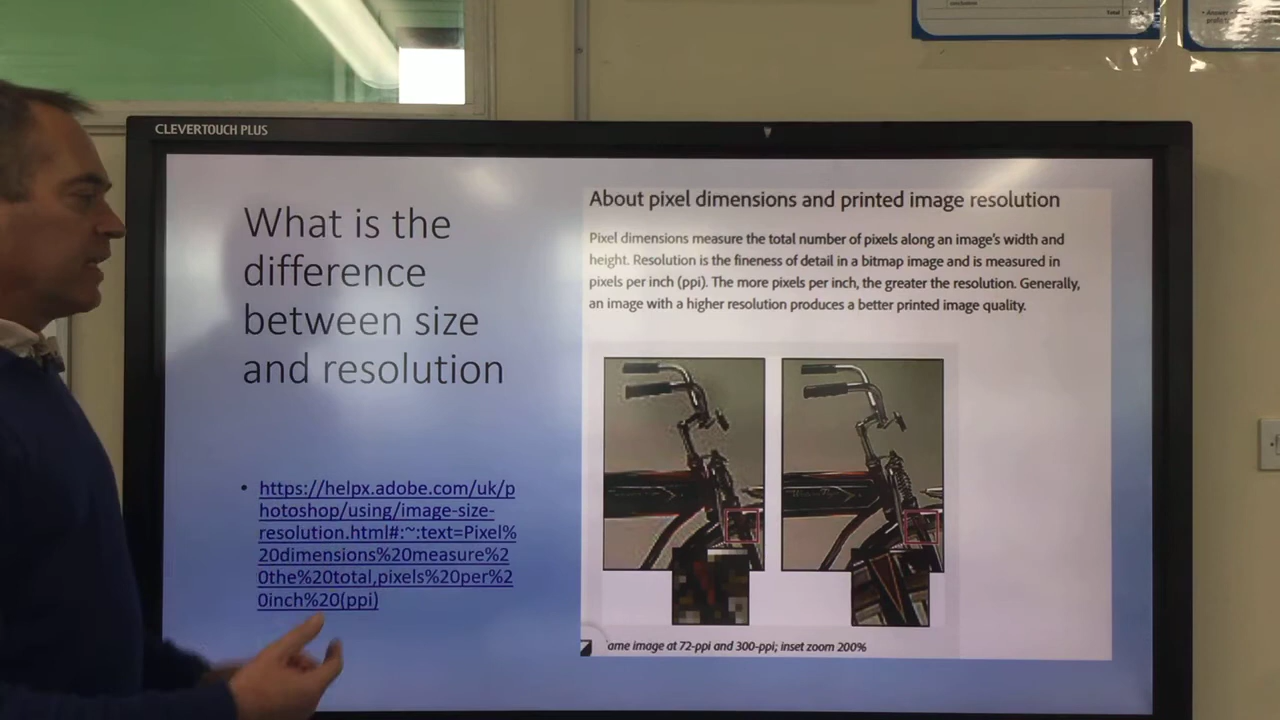 conclusions
Total
• Answer
CLEVERTOUCH PLUS
What is the
difference
between size
and resolution
• https://helpx.adobe.com/uk/p
hotoshop/using/image-size-
resolution.html#:~:text=Pixel%
20dimensions%20measure%2
0the%20total,pixels%20per%2
0inch%20(ppi)
About pixel dimensions and printed image resolution
Pixel dimensions measure the total number of pixels along an image's width and
height. Resolution is the fineness of detail in a bitmap image and is measured in
pixels per inch (ppi). The more pixels per inch, the greater the resolution. Generally,
an image with a higher resolution produces a better printed image quality.
ame image at 72-ppi and 300-ppi; inset zoom 200%